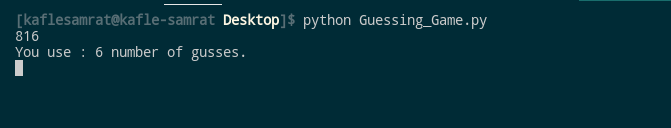 [kaflesamrat@kafle-samrat Desktop]$ python Guessing_Game.py
816
You use : 6 number of gusses.